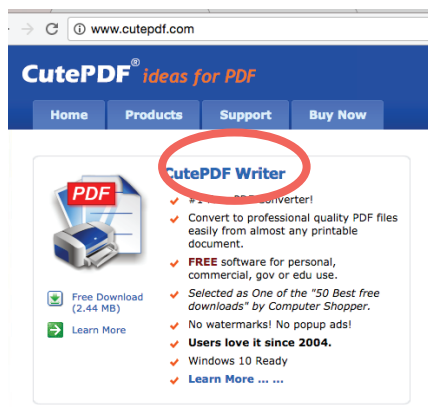 www.cutepdf.com
CutePDF® ideas for PDF
Home Products Support Buy Now
CutePDF Writer
PDF
#1 PDF Converter!
Convert to professional quality PDF files
easily from almost any printable
document.
FREE software for personal,
commercial, gov or edu use.
Selected as One of the "50 Best free
downloads" by Computer Shopper.
No watermarks! No popup ads!
Users love it since 2004.
Windows 10 Ready
Learn More ... ...
Free Download
(2.44 MB)
Learn More